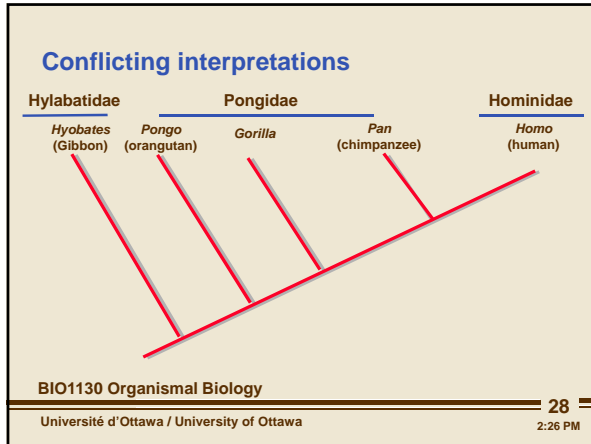 Conflicting interpretations
Hylabatidae Pongidae Hominidae
Hyobates Pongo Gorilla Pan Homo
(Gibbon) (orangutan) (chimpanzee) (human)
BIO1130 Organismal Biology
28
Université d'Ottawa / University of Ottawa
2:26 PM